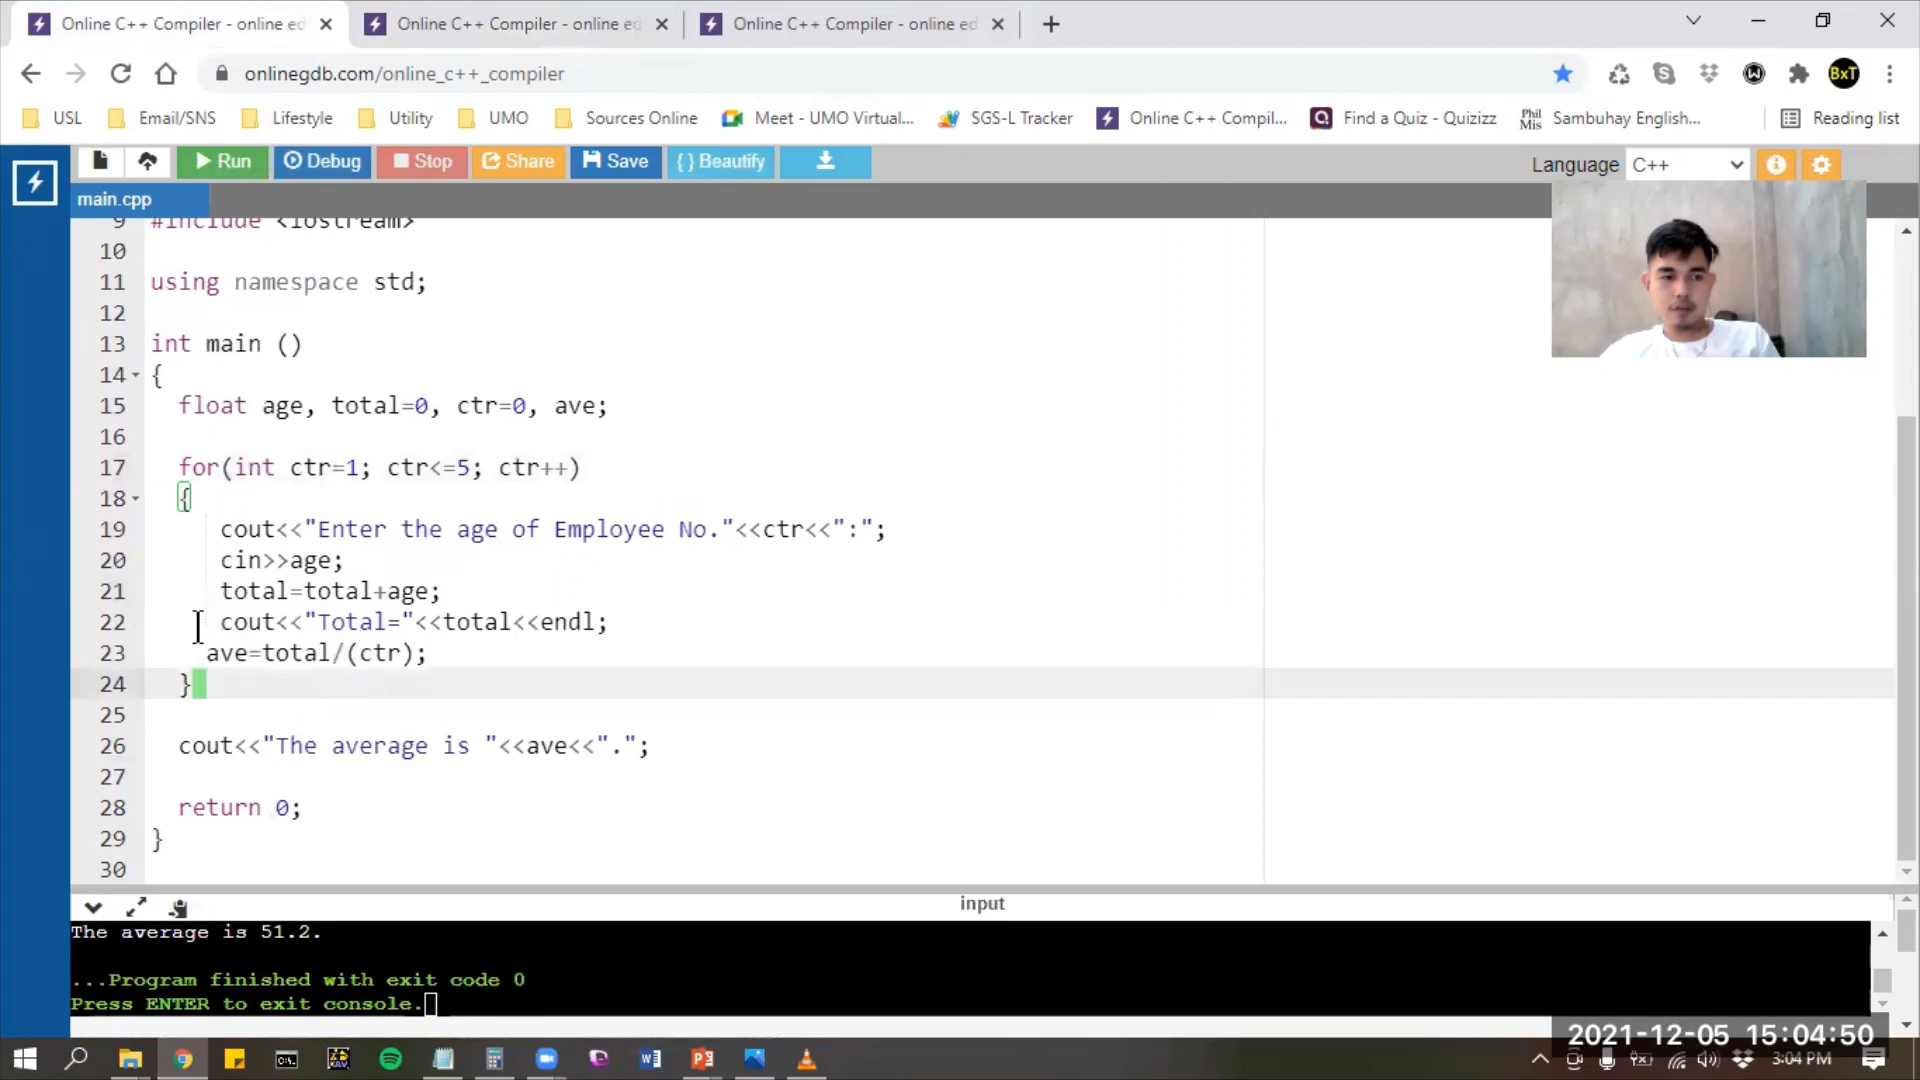 Online C++ Compiler - online ed
Online C++ Compiler - online ed
Online C++ Compiler - online ed
onlinegdb.com/online_c++_compiler
BxT
USL
Email/SNS
Lifestyle
Utility
UMO
Sources Online
Meet - UMO Virtual...
SGS-L Tracker
Online C++ Compil...
Find a Quiz - Quizizz
Phil Mis
Sambuhay English...
Reading list
Run
Debug
Stop
Share
Save
{ } Beautify
Language C++
main.cpp
9 #include <iostream>
10
11 using namespace std;
12
13 int main ()
14 {
15 float age, total=0, ctr=0, ave;
16
17 for(int ctr=1; ctr<=5; ctr++)
18 {
19 cout<<"Enter the age of Employee No."<<ctr<<":";
20 cin>>age;
21 total=total+age;
22 cout<<"Total="<<total<<endl;
23 ave=total/(ctr);
24 }
25
26 cout<<"The average is "<<ave<<".";
27
28 return 0;
29 }
30
input
The average is 51.2.
...Program finished with exit code 0
Press ENTER to exit console.
2021-12-05 15:04:50
3:04 PM